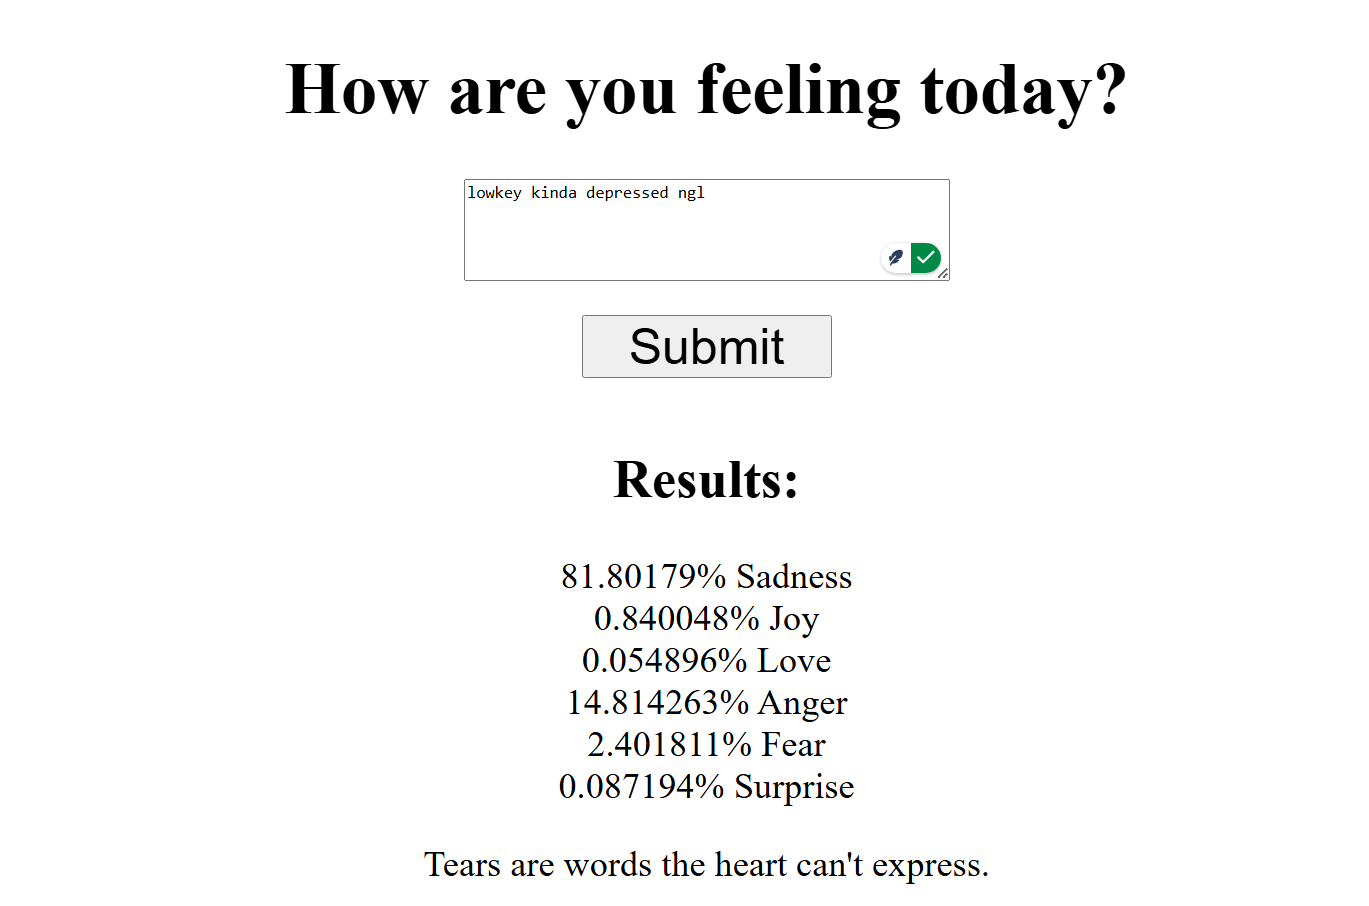 How are you feeling today?
lowkey kinda depressed ngl
Submit
Results:
81.80179% Sadness
0.840048% Joy
0.054896% Love
14.814263% Anger
2.401811% Fear
0.087194% Surprise
Tears are words the heart can't express.